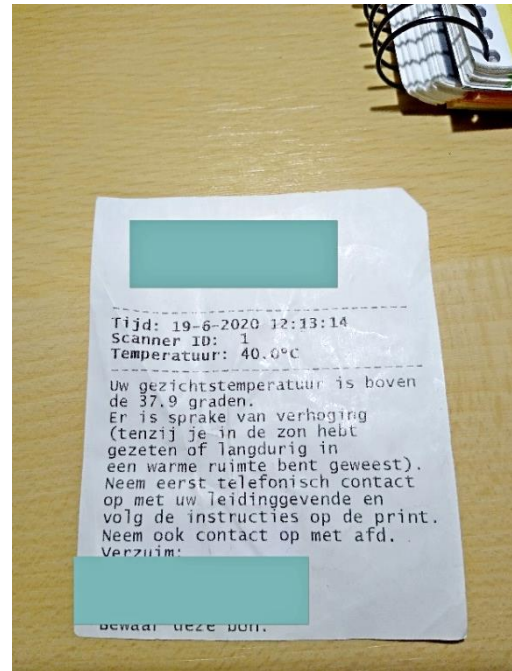 Tijd: 19-6-2020 12:13:14
Scanner ID: 1
Temperatuur: 40.0°C
Uw gezichtstemperatuur is boven
de 37.9 graden.
Er is sprake van verhoging
(tenzij je in de zon hebt
gezeten of langdurig in
een warme ruimte bent geweest).
Neem eerst telefonisch contact
op met uw leidinggevende en
volg de instructies op de print.
Neem ook contact op met afd.
Verzuim:
Bewaar deze bon.